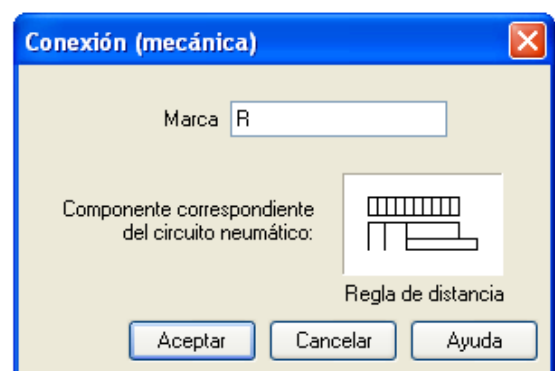 Conexión (mecánica)
Marca R
Componente correspondiente
del circuito neumático:
Regla de distancia
Aceptar Cancelar Ayuda